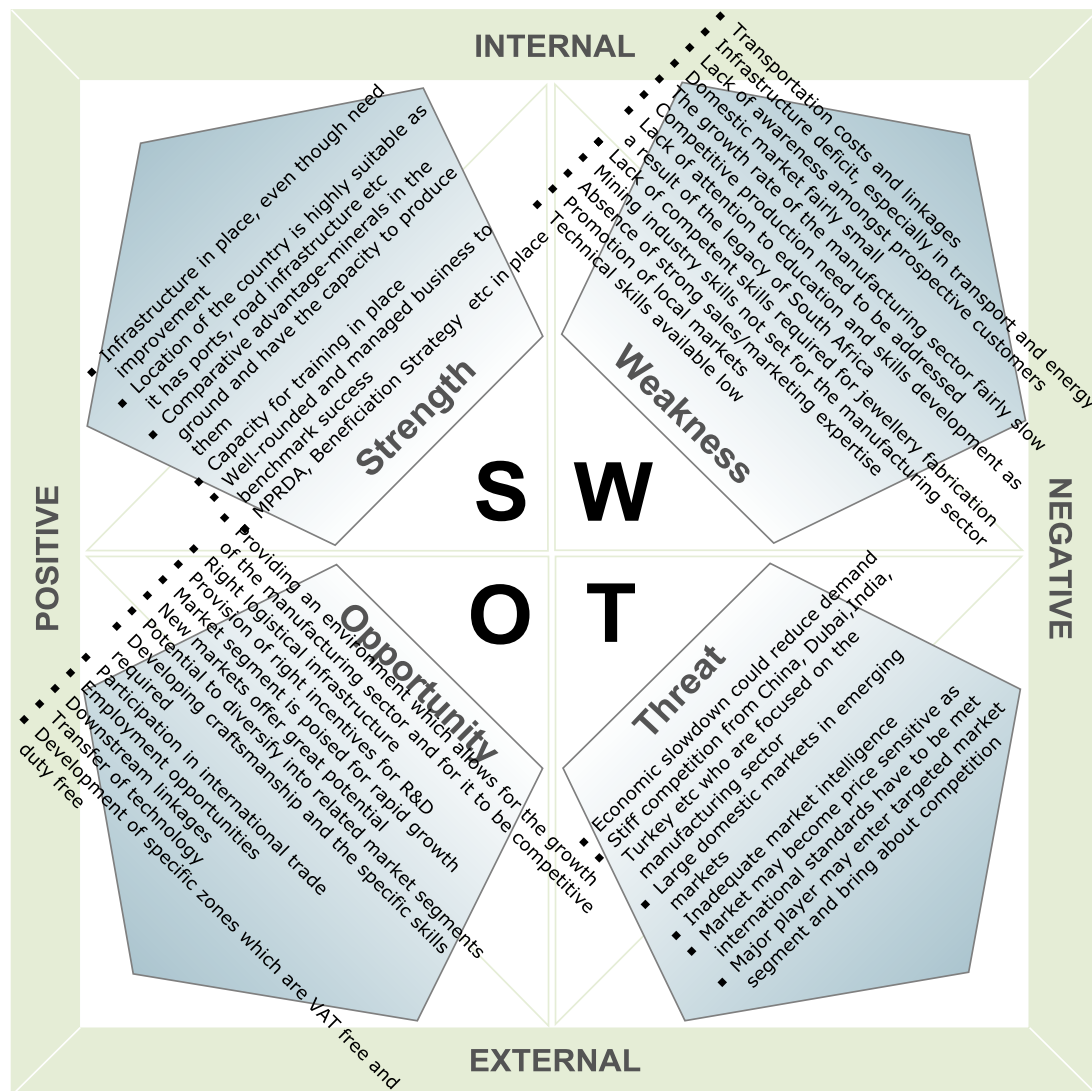 INTERNAL
Infrastructure in place, even though need
improvement
Location of the country is highly suitable as
it has ports, road infrastructure etc
Comparative advantage-minerals in the
ground and have the capacity to produce
them
Capacity for training in place
Well-rounded and managed business to
benchmark success
MPRDA, Beneficiation Strategy  etc in place
Strength
Transportation costs and linkages
Infrastructure deficit, especially in transport and energy
Lack of awareness amongst prospective customers
Domestic market fairly small
The growth rate of the manufacturing sector fairly slow
Competitive production need to be addressed
Lack of attention to education and skills development as
a result of the legacy of South Africa
Lack of competent skills required for jewellery fabrication
Mining industry skills not set for the manufacturing sector
Absence of strong sales/marketing expertise
Promotion of local markets
Technical skills available low
Weakness
S W
POSITIVE
NEGATIVE
O T
Providing an environment which allows for the growth
of the manufacturing sector and for it to be competitive
Right logistical infrastructure
Provision of right incentives for R&D
Market segment is poised for rapid growth
New markets offer great potential
Potential to diversify into related market segments
Developing craftsmanship and the specific skills
required
Participation in international trade
Employment opportunities
Downstream linkages
Transfer of technology
Development of specific zones which are VAT free and
duty free
Opportunity
Economic slowdown could reduce demand
Stiff competition from China, Dubai,India,
Turkey etc who are focused on the
manufacturing sector
Large domestic markets in emerging
markets
Inadequate market intelligence
Market may become price sensitive as
international standards have to be met
Major player may enter targeted market
segment and bring about competition
Threat
EXTERNAL